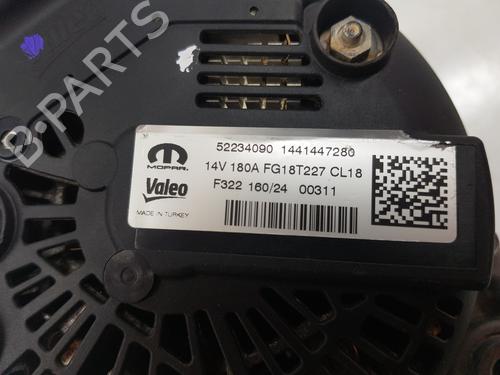 B-PARTS
52234090 1441447280
MOPAR
14V 180A FG18T227 CL18
Valeo
F322 160/24 00311
MADE IN TURKEY